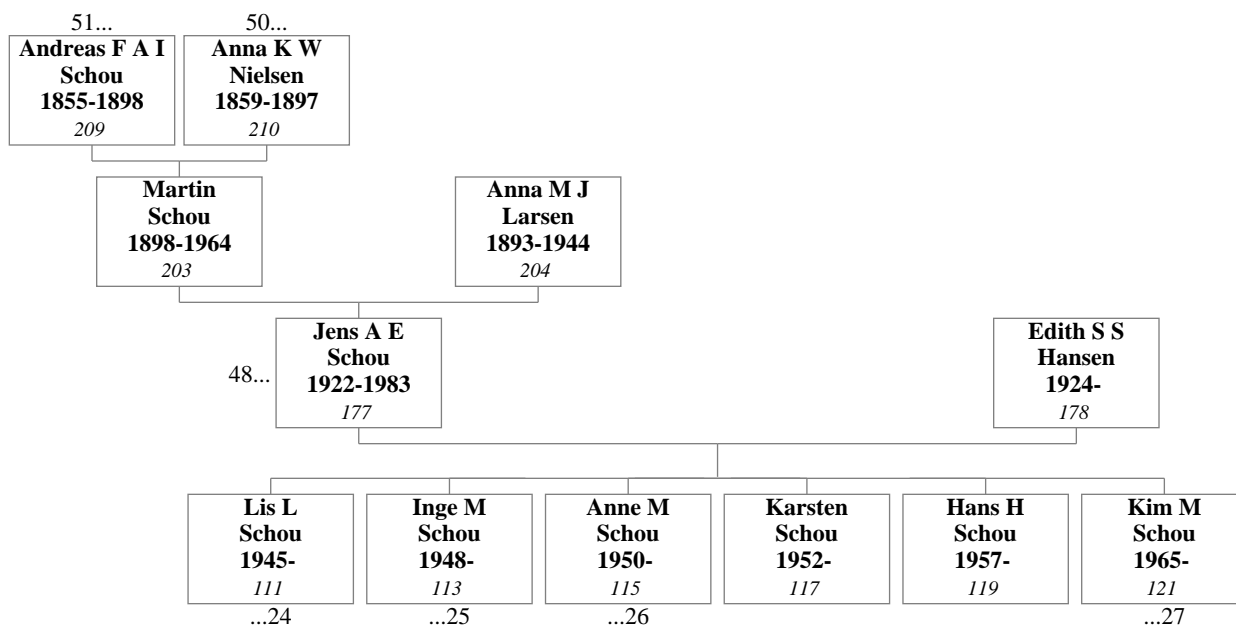 51...
Andreas F A I
Schou
1855-1898
209
50...
Anna K W
Nielsen
1859-1897
210
Martin
Schou
1898-1964
203
Anna M J
Larsen
1893-1944
204
48...
Jens A E
Schou
1922-1983
177
Edith S S
Hansen
1924-
178
Lis L
Schou
1945-
111
...24
Inge M
Schou
1948-
113
...25
Anne M
Schou
1950-
115
...26
Karsten
Schou
1952-
117
Hans H
Schou
1957-
119
Kim M
Schou
1965-
121
...27